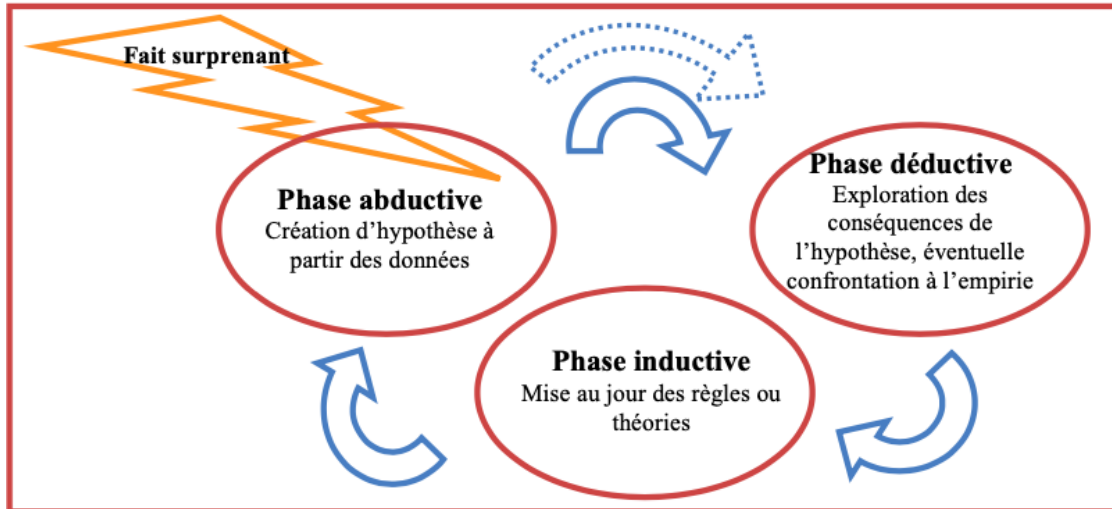 Fait surprenant
Phase abductive
Création d’hypothèse à
partir des données
Phase déductive
Exploration des
conséquences de
l’hypothèse, éventuelle
confrontation à l’empirie
Phase inductive
Mise au jour des règles ou
théories